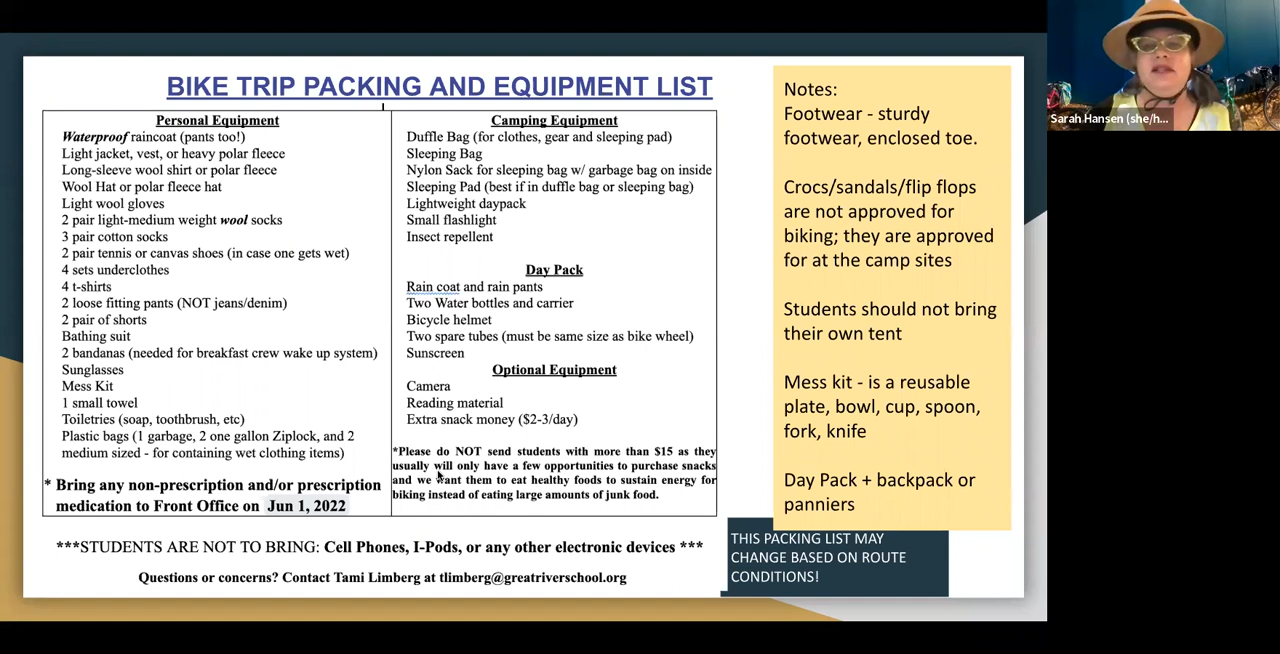 BIKE TRIP PACKING AND EQUIPMENT LIST
Personal Equipment
Waterproof raincoat (pants too!)
Light jacket, vest, or heavy polar fleece
Long-sleeve wool shirt or polar fleece
Wool Hat or polar fleece hat
Light wool gloves
2 pair light-medium weight wool socks
3 pair cotton socks
2 pair tennis or canvas shoes (in case one gets wet)
4 sets underclothes
4 t-shirts
2 loose fitting pants (NOT jeans/denim)
2 pair of shorts
Bathing suit
2 bandanas (needed for breakfast crew wake up system)
Sunglasses
Mess Kit
1 small towel
Toiletries (soap, toothbrush, etc)
Plastic bags (1 garbage, 2 one gallon Ziplock, and 2
medium sized - for containing wet clothing items)
* Bring any non-prescription and/or prescription
medication to Front Office on Jun 1, 2022
Camping Equipment
Duffle Bag (for clothes, gear and sleeping pad)
Sleeping Bag
Nylon Sack for sleeping bag w/ garbage bag on inside
Sleeping Pad (best if in duffle bag or sleeping bag)
Lightweight daypack
Small flashlight
Insect repellent
Day Pack
Rain coat and rain pants
Two Water bottles and carrier
Bicycle helmet
Two spare tubes (must be same size as bike wheel)
Sunscreen
Optional Equipment
Camera
Reading material
Extra snack money ($2-3/day)
*Please do NOT send students with more than $15 as they
usually will only have a few opportunities to purchase snacks
and we want them to eat healthy foods to sustain energy for
biking instead of eating large amounts of junk food.
***STUDENTS ARE NOT TO BRING: Cell Phones, I-Pods, or any other electronic devices ***
Questions or concerns? Contact Tami Limberg at tlimberg@greatriverschool.org
Notes:
Footwear - sturdy
footwear, enclosed toe.
Crocs/sandals/flip flops
are not approved for
biking; they are approved
for at the camp sites
Students should not bring
their own tent
Mess kit - is a reusable
plate, bowl, cup, spoon,
fork, knife
Day Pack + backpack or
panniers
THIS PACKING LIST MAY
CHANGE BASED ON ROUTE
CONDITIONS!
Sarah Hansen (she/h...